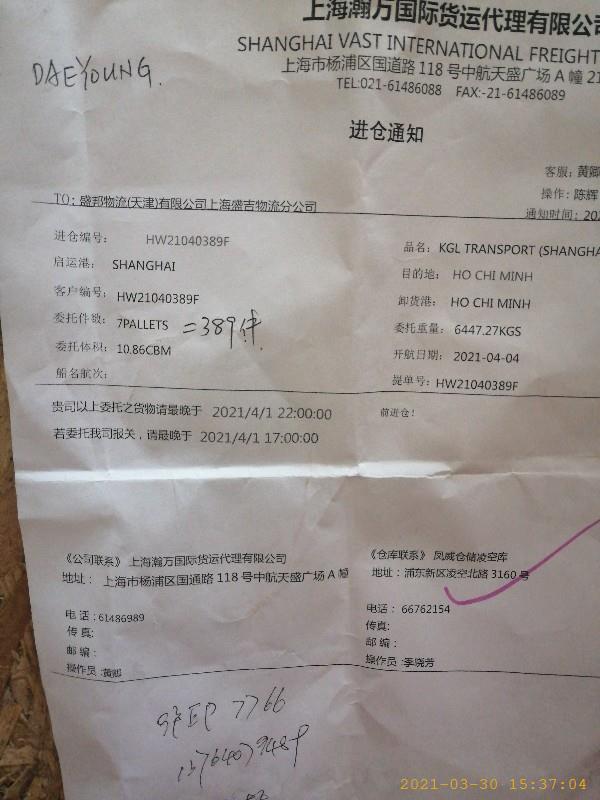 上海瀚万国际货运代理有限公司
SHANGHAI VAST INTERNATIONAL FREIGHT
DAEYOUNG.
上海市杨浦区国道路 118 号中航天盛广场 A 幢 21
TEL:021-61486088 FAX:-21-61486089
进仓通知
客服：黄卿
操作：陈辉
通知时间：202
TO：盛邦物流(天津)有限公司上海盛吉物流分公司
进仓编号： HW21040389F
品名：KGL TRANSPORT (SHANGHA
启运港： SHANGHAI
目的地： HO CHI MINH
客户编号： HW21040389F
卸货港： HO CHI MINH
委托件数： 7PALLETS =389件
委托重量： 6447.27KGS
委托体积： 10.86CBM
开航日期： 2021-04-04
船名航次：
提单号：HW21040389F
贵司以上委托之货物请最晚于 2021/4/1 22:00:00 前进仓！
若委托我司报关，请最晚于 2021/4/1 17:00:00
《公司联系》 上海瀚万国际货运代理有限公司
地址： 上海市杨浦区国通路 118 号中航天盛广场 A 幢
电 话 :61486989
传 真:
邮 编：
操作员 :黄卿
《仓库联系》 凤威仓储凌空库
地址：浦东新区凌空北路 3160 号
电话： 66762154
传真:
邮 编：
操作员 :季晓芳
沪EP 7766
2021-03-30 15:37:04